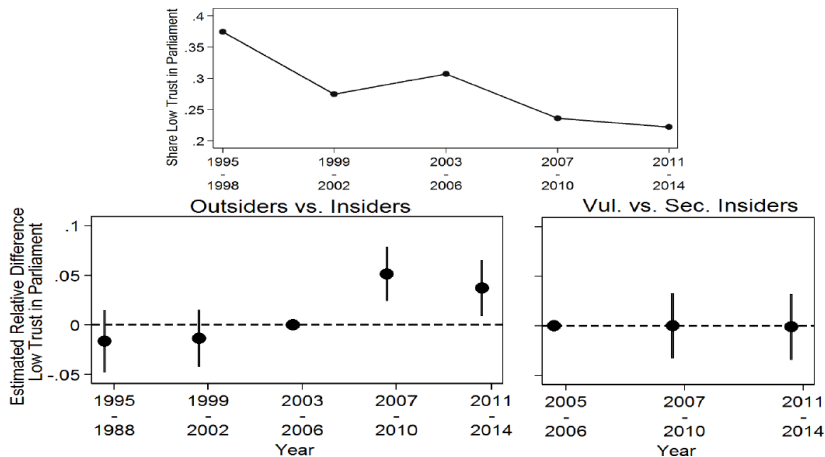 Share Low Trust in Parliament
.4
.35
.3
.25
.2
1995 1999 2003 2007 2011
- - - - -
1998 2002 2006 2010 2014
Outsiders vs. Insiders
Estimated Relative Difference
Low Trust in Parliament
.1
.05
0
-.05
1995 1999 2003 2007 2011
- - - - -
1988 2002 2006 2010 2014
Year
Vul. vs. Sec. Insiders
2005 2007 2011
- - -
2006 2010 2014
Year